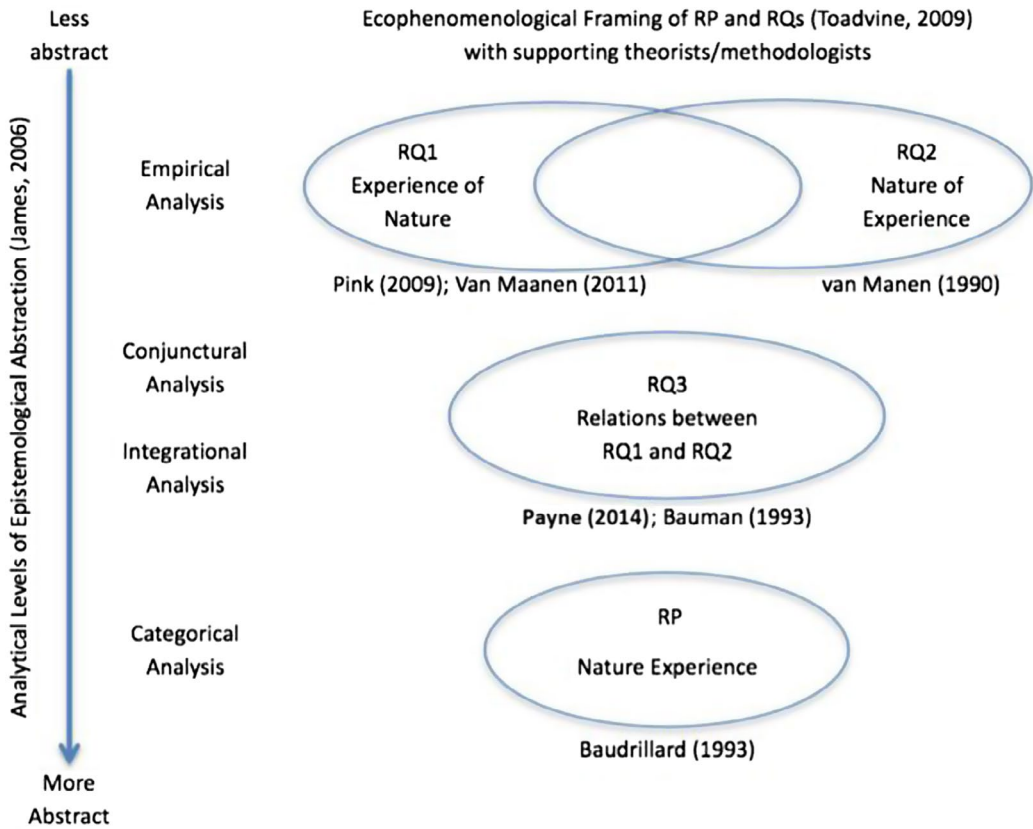 Less
abstract
Ecophenomenological Framing of RP and RQs (Toadvine, 2009)
with supporting theorists/methodologists
Analytical Levels of Epistemological Abstraction (James, 2006)
Empirical
Analysis
RQ1
Experience of
Nature
RQ2
Nature of
Experience
Pink (2009); Van Maanen (2011)
van Manen (1990)
Conjunctural
Analysis
Integrational
Analysis
RQ3
Relations between
RQ1 and RQ2
Payne (2014); Bauman (1993)
Categorical
Analysis
RP
Nature Experience
Baudrillard (1993)
More
Abstract